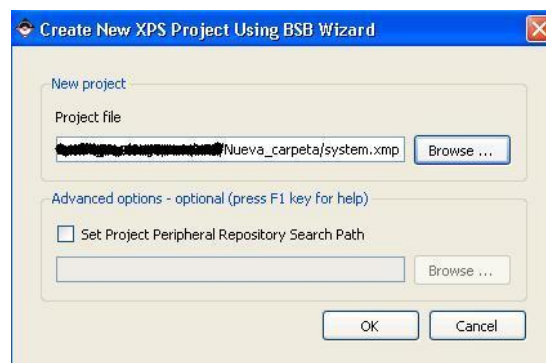 Create New XPS Project Using BSB Wizard
New project
Project file
/Nueva_carpeta/system.xmp
Browse ...
Advanced options - optional (press F1 key for help)
Set Project Peripheral Repository Search Path
Browse ...
OK
Cancel